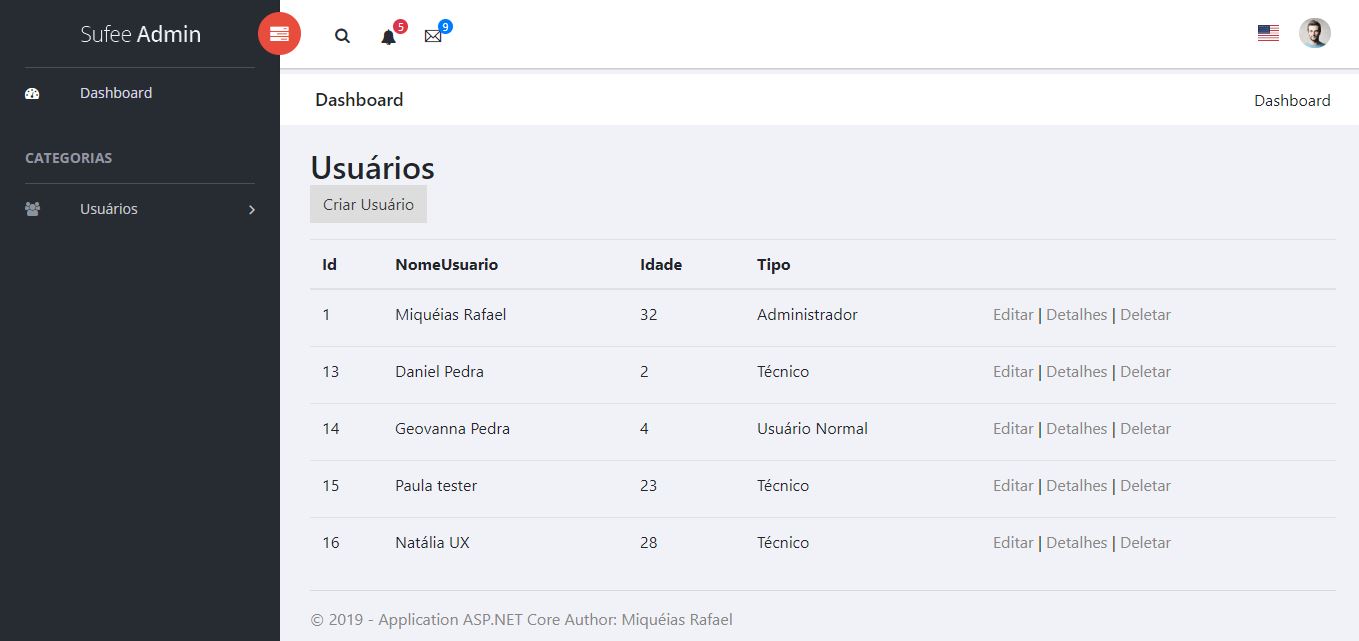 Sufee Admin
5
9
Dashboard
CATEGORIAS
Usuários
Dashboard
Dashboard
Usuários
Criar Usuário
Id NomeUsuario Idade Tipo
1 Miquéias Rafael 32 Administrador Editar | Detalhes | Deletar
13 Daniel Pedra 2 Técnico Editar | Detalhes | Deletar
14 Geovanna Pedra 4 Usuário Normal Editar | Detalhes | Deletar
15 Paula tester 23 Técnico Editar | Detalhes | Deletar
16 Natália UX 28 Técnico Editar | Detalhes | Deletar
© 2019 - Application ASP.NET Core Author: Miquéias Rafael